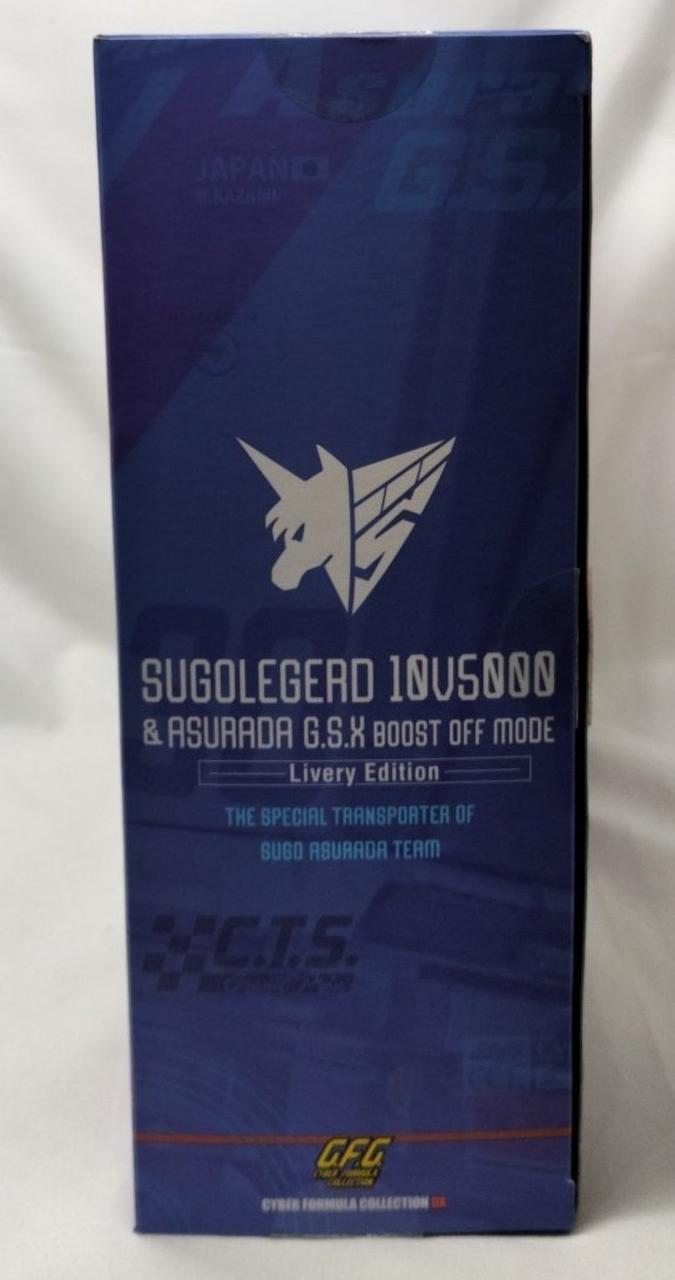 Asura
G.S.
JAPAN
H.KAZAMI
SUGOLEGERD 10V5000
& ASURADA G.S.X BOOST OFF MODE
Livery Edition
THE SPECIAL TRANSPORTER OF
SUGO ASURADA TEAM
C.T.S.
C.F.C
CYBER FORMULA
COLLECTION
CYBER FORMULA COLLECTION DX